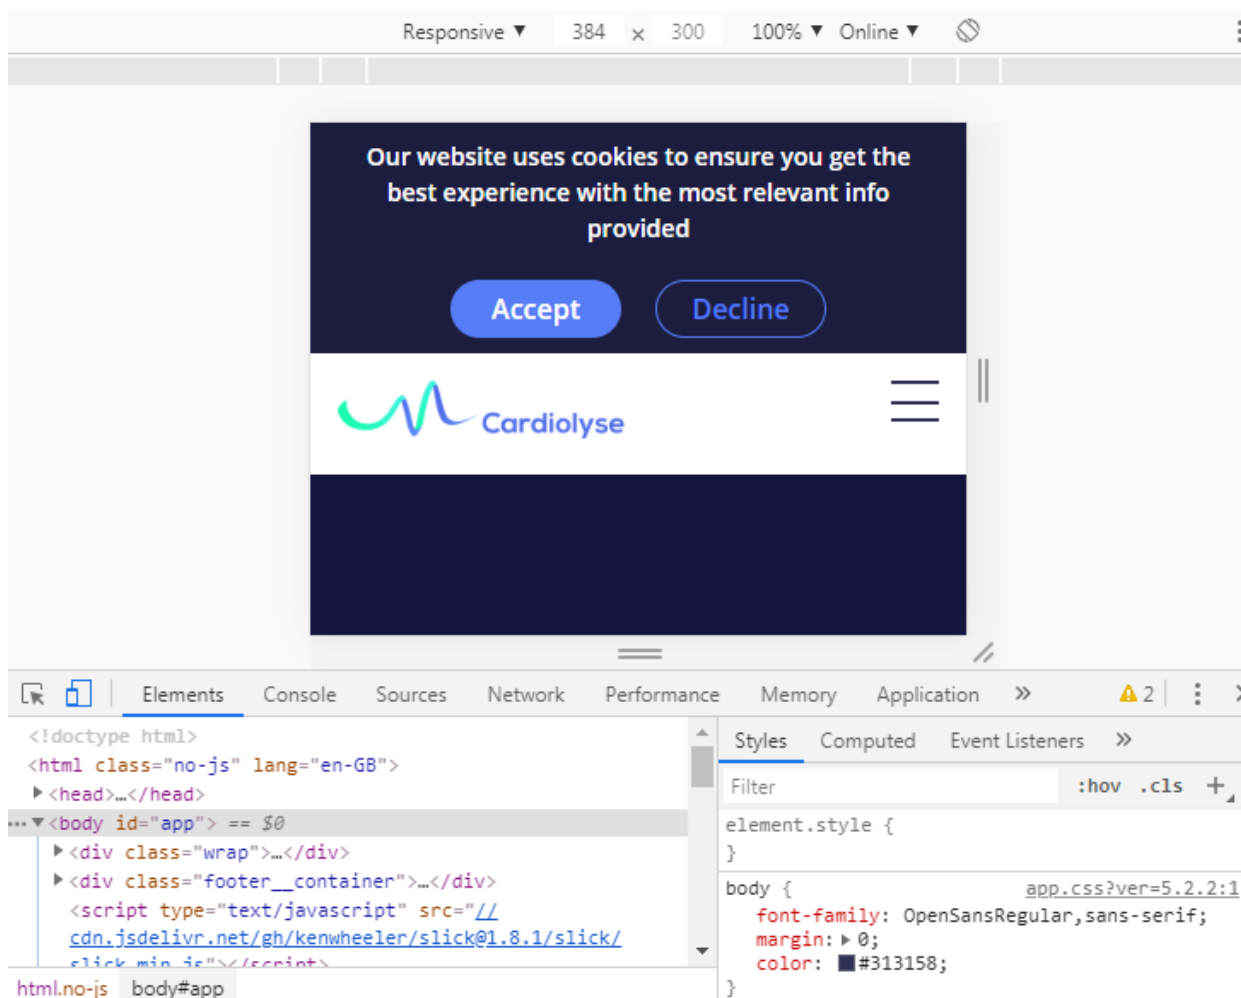 Responsive ▼ 384 × 300 100% ▼ Online ▼
Our website uses cookies to ensure you get the
best experience with the most relevant info
provided
Accept Decline
Cardiolyse
Elements Console Sources Network Performance Memory Application » 2
<!doctype html>
<html class="no-js" lang="en-GB">
▶<head>…</head>
…▼<body id="app"> == $0
▶<div class="wrap">…</div>
▶<div class="footer__container">…</div>
<script type="text/javascript" src="//
cdn.jsdelivr.net/gh/kenwheeler/slick@1.8.1/slick/
slick.min.js"></script>
html.no-js body#app
Styles Computed Event Listeners »
Filter :hov .cls +
element.style {
}
body { app.css?ver=5.2.2:1
font-family: OpenSansRegular,sans-serif;
margin:▶0;
color: #313158;
}